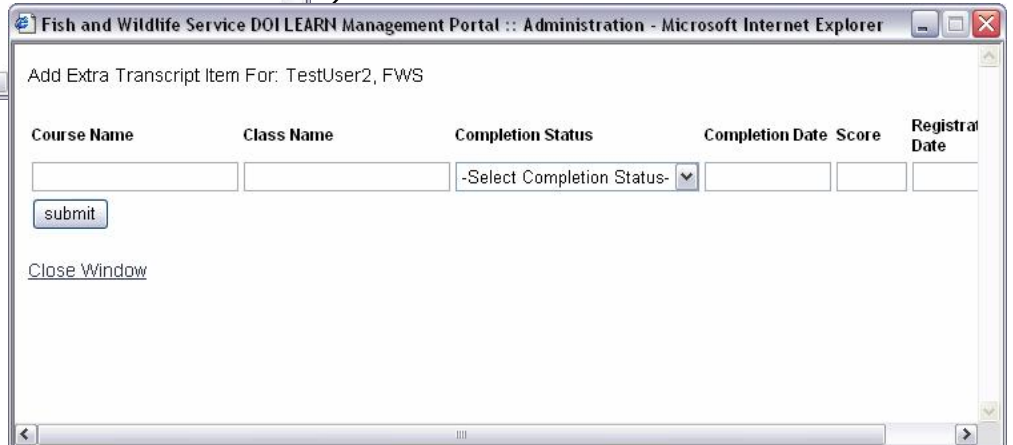 Fish and Wildlife Service DOI LEARN Management Portal :: Administration - Microsoft Internet Explorer
Add Extra Transcript Item For: TestUser2, FWS
Course Name Class Name Completion Status Completion Date Score Registrat
Date
-Select Completion Status-
submit
Close Window